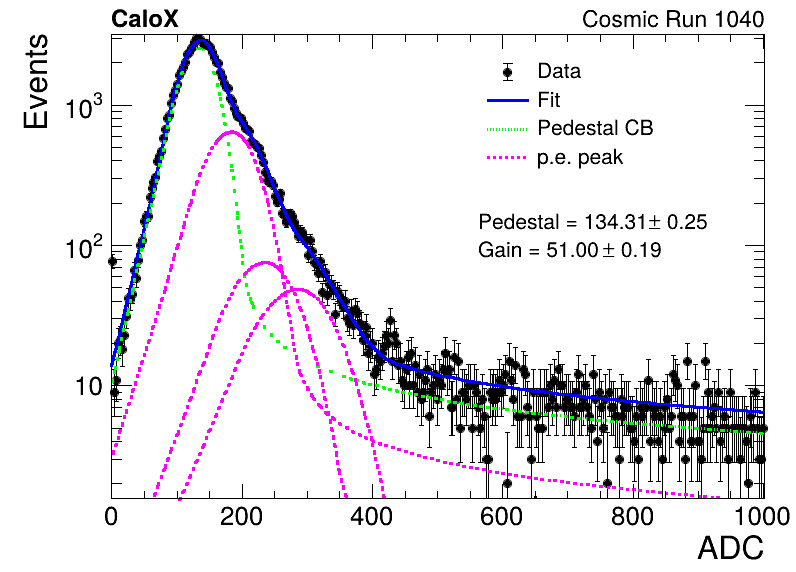 CaloX
Cosmic Run 1040
Events
Data
Fit
Pedestal CB
p.e. peak
Pedestal = 134.31± 0.25
Gain = 51.00 ± 0.19
10³
10²
10
0 200 400 600 800 1000
ADC